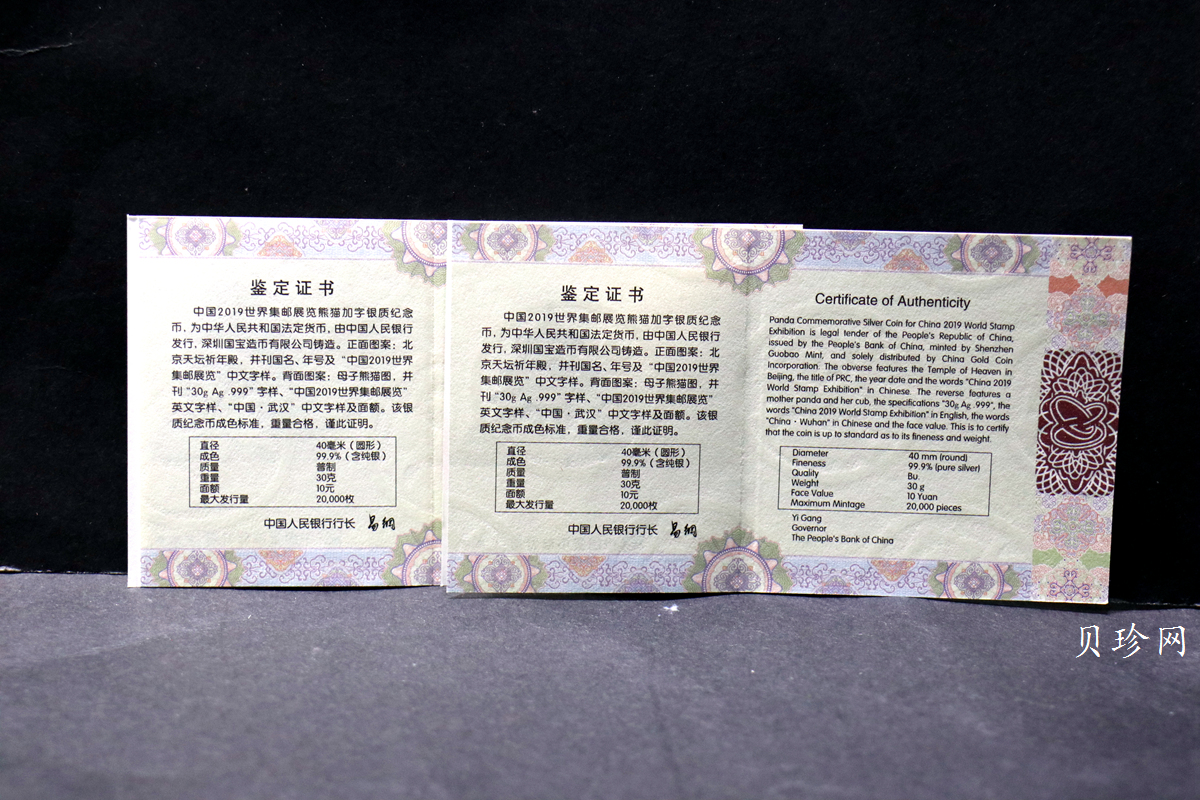 鉴定证书
中国2019世界集邮展览熊猫加字银质纪念
币，为中华人民共和国法定货币，由中国人民银行
发行，深圳国宝造币有限公司铸造。正面图案：北
京天坛祈年殿，并刊国名、年号及“中国2019世界
集邮展览”中文字样。背面图案：母子熊猫图，并
刊“30g Ag .999”字样、“中国2019世界集邮展览”
英文字样、“中国·武汉”中文字样及面额。该银
质纪念币成色标准，重量合格，谨此证明。
直径 40毫米（圆形）
成色 99.9%（含纯银）
质量 普制
重量 30克
面额 10元
最大发行量 20,000枚
中国人民银行行长 易纲
鉴定证书
中国2019世界集邮展览熊猫加字银质纪念
币，为中华人民共和国法定货币，由中国人民银行
发行，深圳国宝造币有限公司铸造。正面图案：北
京天坛祈年殿，并刊国名、年号及“中国2019世界
集邮展览”中文字样。背面图案：母子熊猫图，并
刊“30g Ag .999”字样、“中国2019世界集邮展览”
英文字样、“中国·武汉”中文字样及面额。该银
质纪念币成色标准，重量合格，谨此证明。
直径 40毫米（圆形）
成色 99.9%（含纯银）
质量 普制
重量 30克
面额 10元
最大发行量 20,000枚
中国人民银行行长 易纲
Certificate of Authenticity
Panda Commemorative Silver Coin for China 2019 World Stamp
Exhibition is legal tender of the People's Republic of China,
issued by the People's Bank of China, minted by Shenzhen
Guobao Mint, and solely distributed by China Gold Coin
Incorporation. The obverse features the Temple of Heaven in
Beijing, the title of PRC, the year date and the words "China 2019
World Stamp Exhibition" in Chinese. The reverse features a
mother panda and her cub, the specifications "30g Ag .999", the
words "China 2019 World Stamp Exhibition" in English, the words
"China · Wuhan" in Chinese and the face value. This is to certify
that the coin is up to standard as to its fineness and weight.
Diameter 40 mm (round)
Fineness 99.9% (pure silver)
Quality Bu.
Weight 30 g
Face Value 10 Yuan
Maximum Mintage 20,000 pieces
Yi Gang
Governor
The People's Bank of China
贝珍网